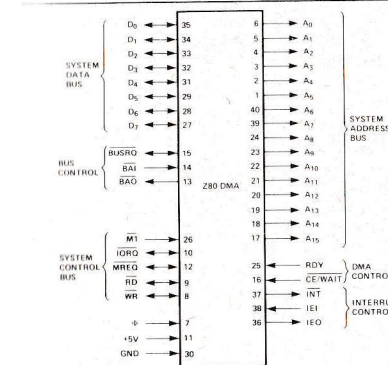 SYSTEM
DATA
BUS
D0 35
D1 34
D2 33
D3 32
D4 31
D5 29
D6 28
D7 27
BUS
CONTROL
BUSRQ 15
BAI 14
BAO 13
SYSTEM
CONTROL
BUS
M1 26
IORQ 10
MREQ 12
RD 9
WR 8
Φ 7
+5V 11
GND 30
Z80 DMA
6 A0
5 A1
4 A2
3 A3
2 A4
1 A5
40 A6
39 A7
24 A8
23 A9
22 A10
21 A11
20 A12
19 A13
18 A14
17 A15
SYSTEM
ADDRESS
BUS
25 RDY
16 CE/WAIT
DMA
CONTRO
37 INT
38 IEI
36 IEO
INTERRU
CONTRO